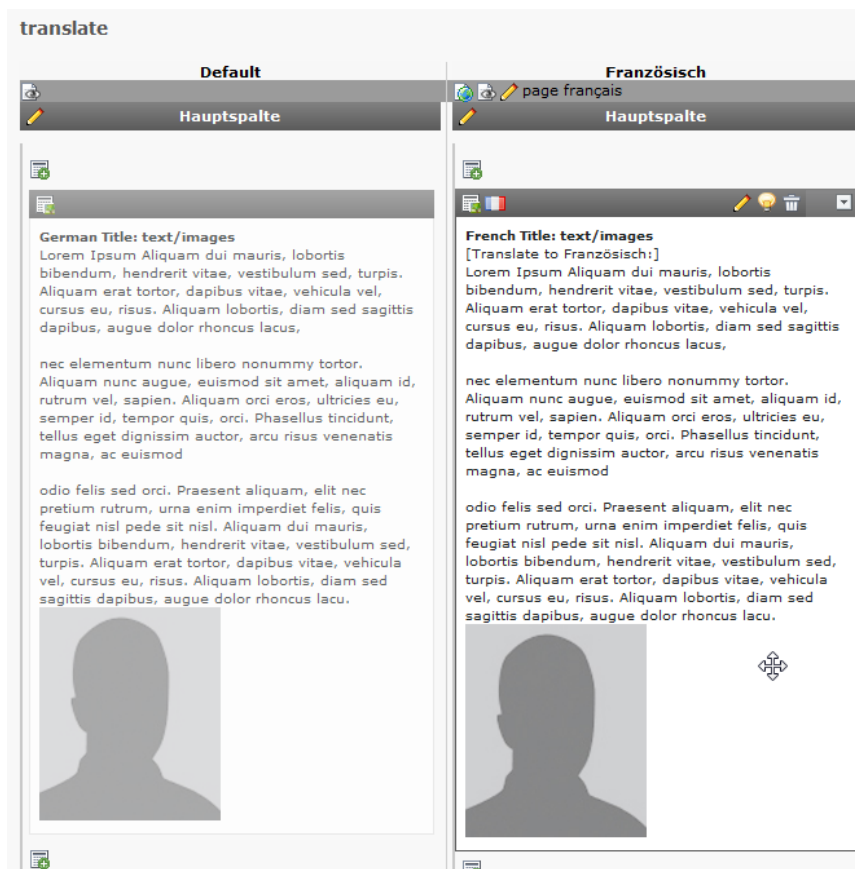 translate
Default
Französisch
page français
Hauptspalte
Hauptspalte
German Title: text/images
Lorem Ipsum Aliquam dui mauris, lobortis
bibendum, hendrerit vitae, vestibulum sed, turpis.
Aliquam erat tortor, dapibus vitae, vehicula vel,
cursus eu, risus. Aliquam lobortis, diam sed sagittis
dapibus, augue dolor rhoncus lacus,
nec elementum nunc libero nonummy tortor.
Aliquam nunc augue, euismod sit amet, aliquam id,
rutrum vel, sapien. Aliquam orci eros, ultricies eu,
semper id, tempor quis, orci. Phasellus tincidunt,
tellus eget dignissim auctor, arcu risus venenatis
magna, ac euismod
odio felis sed orci. Praesent aliquam, elit nec
pretium rutrum, urna enim imperdiet felis, quis
feugiat nisl pede sit nisl. Aliquam dui mauris,
lobortis bibendum, hendrerit vitae, vestibulum sed,
turpis. Aliquam erat tortor, dapibus vitae, vehicula
vel, cursus eu, risus. Aliquam lobortis, diam sed
sagittis dapibus, augue dolor rhoncus lacu.
French Title: text/images
[Translate to Französisch:]
Lorem Ipsum Aliquam dui mauris, lobortis
bibendum, hendrerit vitae, vestibulum sed, turpis.
Aliquam erat tortor, dapibus vitae, vehicula vel,
cursus eu, risus. Aliquam lobortis, diam sed sagittis
dapibus, augue dolor rhoncus lacus,
nec elementum nunc libero nonummy tortor.
Aliquam nunc augue, euismod sit amet, aliquam id,
rutrum vel, sapien. Aliquam orci eros, ultricies eu,
semper id, tempor quis, orci. Phasellus tincidunt,
tellus eget dignissim auctor, arcu risus venenatis
magna, ac euismod
odio felis sed orci. Praesent aliquam, elit nec
pretium rutrum, urna enim imperdiet felis, quis
feugiat nisl pede sit nisl. Aliquam dui mauris,
lobortis bibendum, hendrerit vitae, vestibulum sed,
turpis. Aliquam erat tortor, dapibus vitae, vehicula
vel, cursus eu, risus. Aliquam lobortis, diam sed
sagittis dapibus, augue dolor rhoncus lacu.